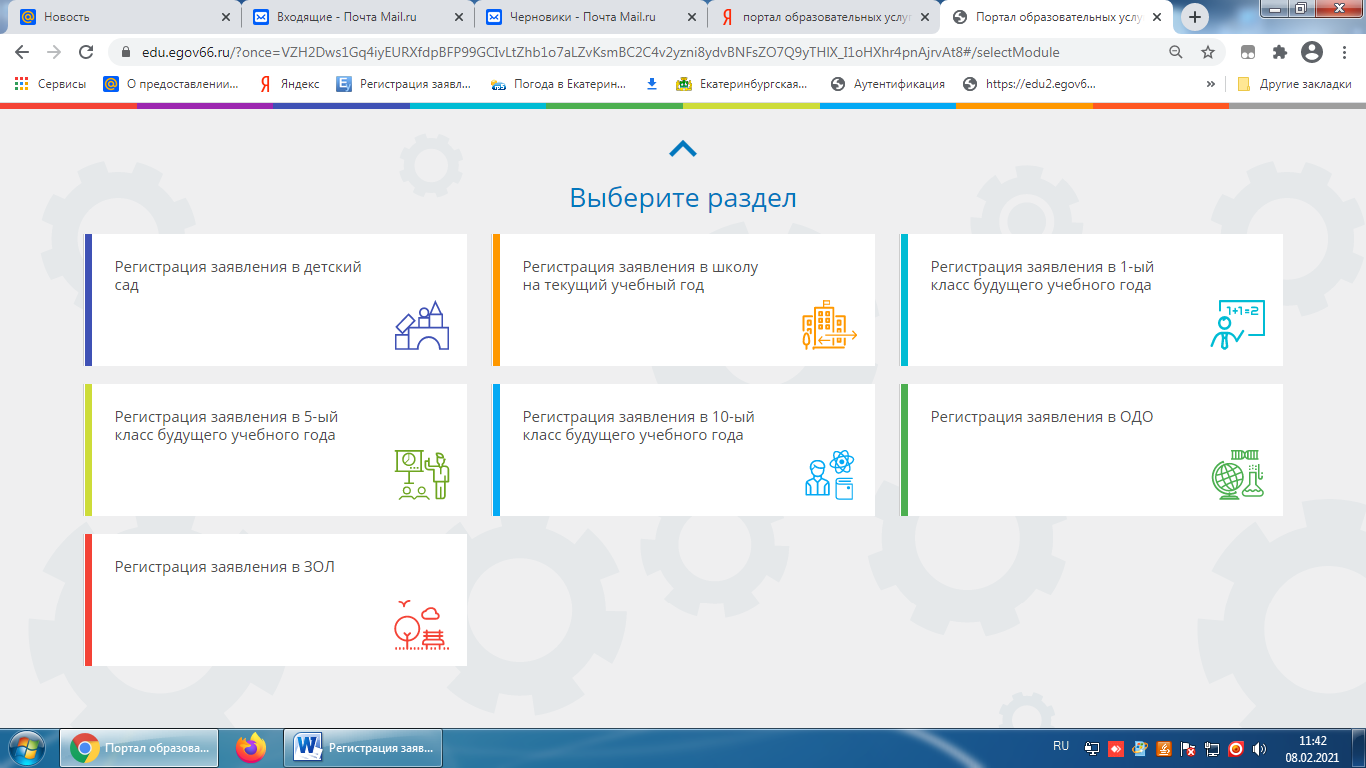 Новость
Входящие - Почта Mail.ru
Черновики - Почта Mail.ru
Я портал образовательных услуг
Портал образовательных услу
edu.egov66.ru/?once=VZH2Dws1Gq4iyEURXfdpBFP99GCIvLtZhb1o7aLZvKsmBC2C4v2yzni8ydvBNFsZO7Q9yTHlX_I1oHXhr4pnAjrvAt8#/selectModule
Сервисы
О предоставлении...
Я Яндекс
Регистрация заявл...
Погода в Екатерин...
Екатеринбургская...
Аутентификация
https://edu2.egov6...
»
Другие закладки
Выберите раздел
Регистрация заявления в детский
сад
Регистрация заявления в школу
на текущий учебный год
Регистрация заявления в 1-ый
класс будущего учебного года
1+1=2
Регистрация заявления в 5-ый
класс будущего учебного года
Регистрация заявления в 10-ый
класс будущего учебного года
Регистрация заявления в ОДО
Регистрация заявления в ЗОЛ
Портал образова...
Регистрация заяв...
RU
11:42
08.02.2021